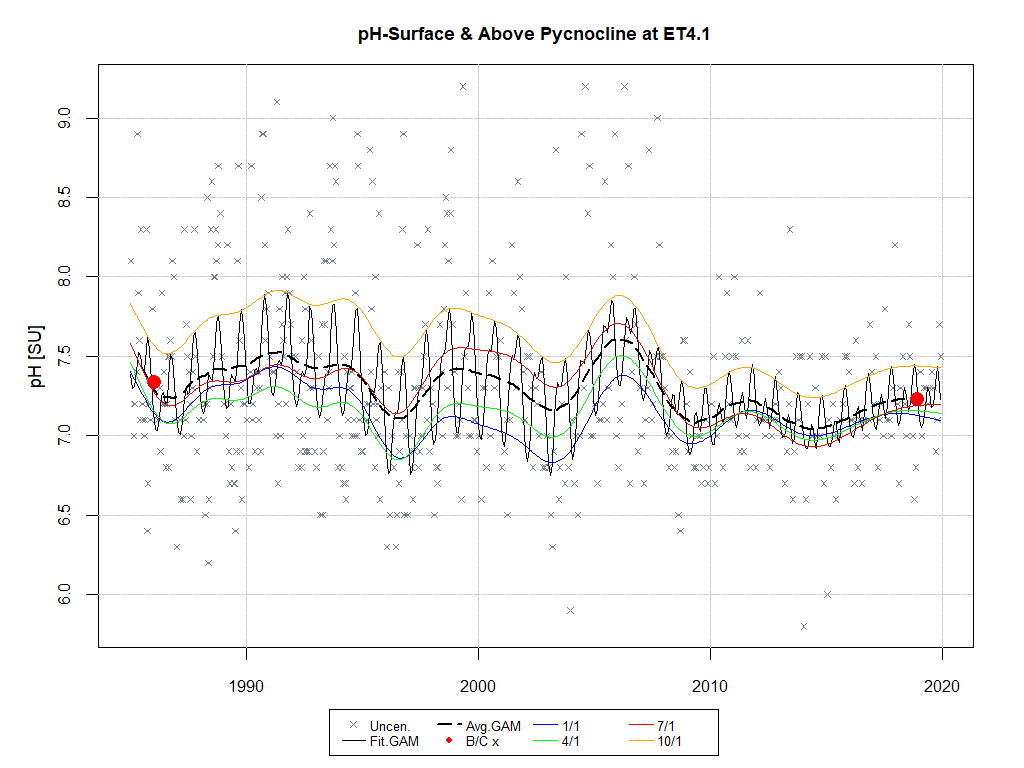 pH-Surface & Above Pycnocline at ET4.1
pH [SU]
9.0
8.5
8.0
7.5
7.0
6.5
6.0
1990 2000 2010 2020
Uncen. Avg.GAM 1/1 7/1
Fit.GAM B/C x 4/1 10/1